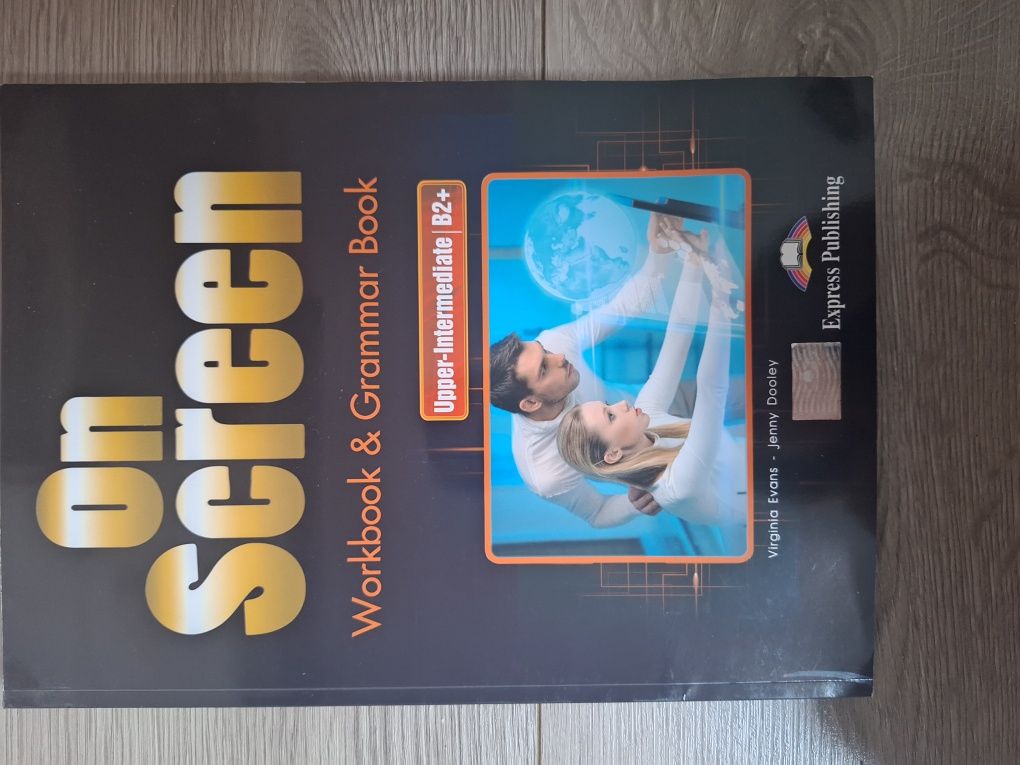 on
Screen
Workbook & Grammar Book
Upper-Intermediate | B2+
Virginia Evans - Jenny Dooley
Express Publishing